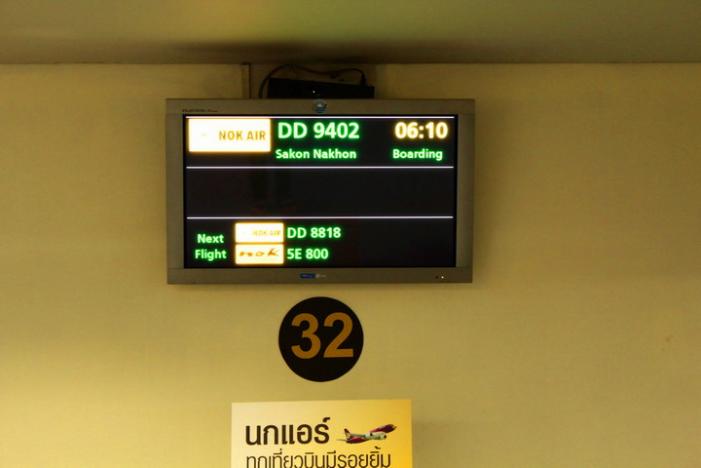 NOK AIR DD 9402 06:10
Sakon Nakhon Boarding
Next NOK AIR DD 8818
Flight nok 5E 800
32
นกแอร์
ทุกเที่ยวบินมีรอยยิ้ม